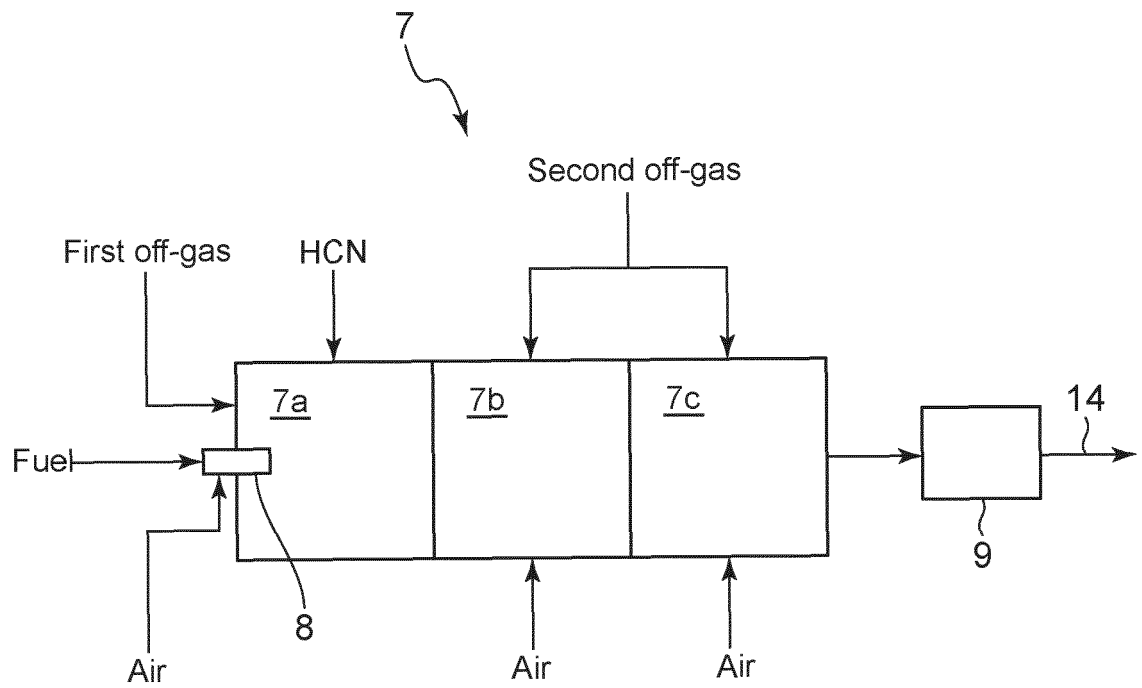 7
Second off-gas
First off-gas
HCN
7a
7b
7c
14
Fuel
9
8
Air
Air
Air